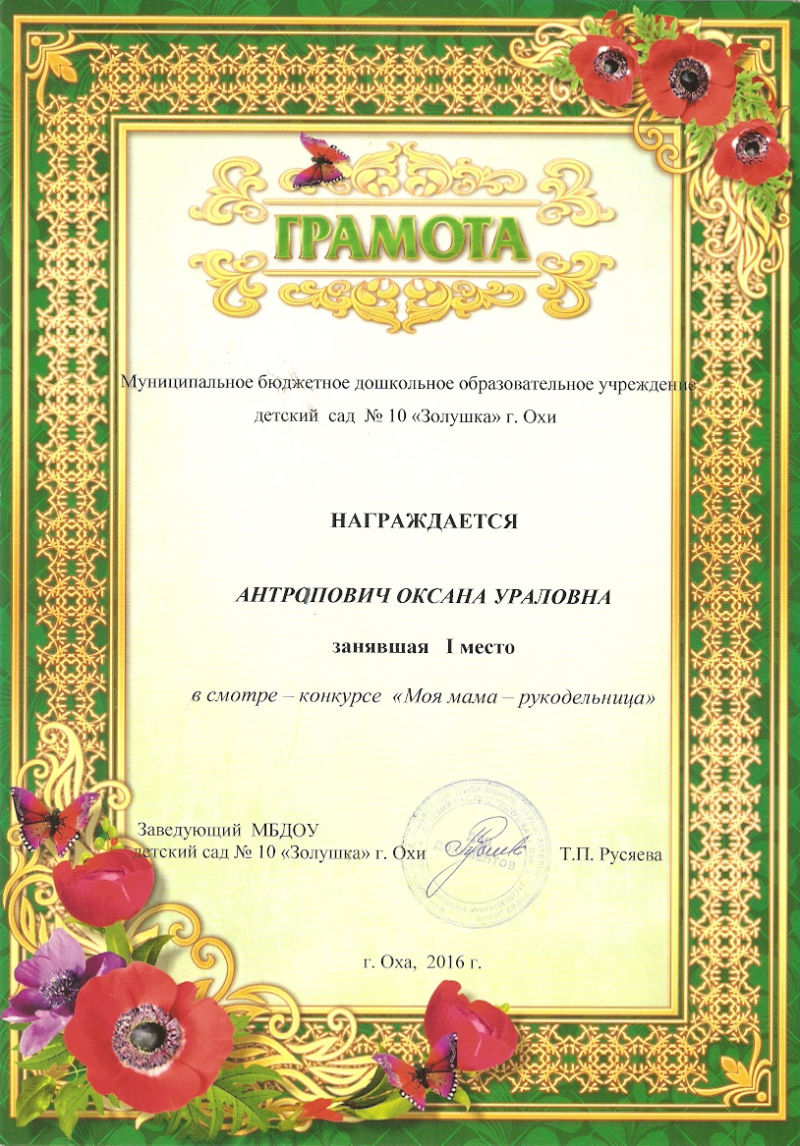 ГРАМОТА
Муниципальное бюджетное дошкольное образовательное учреждение
детский сад № 10 «Золушка» г. Охи
НАГРАЖДАЕТСЯ
АНТРОПОВИЧ ОКСАНА УРАЛОВНА
занявшая I место
в смотре – конкурсе «Моя мама – рукодельница»
Заведующий МБДОУ
детский сад № 10 «Золушка» г. Охи Т.П. Русяева
г. Оха, 2016 г.